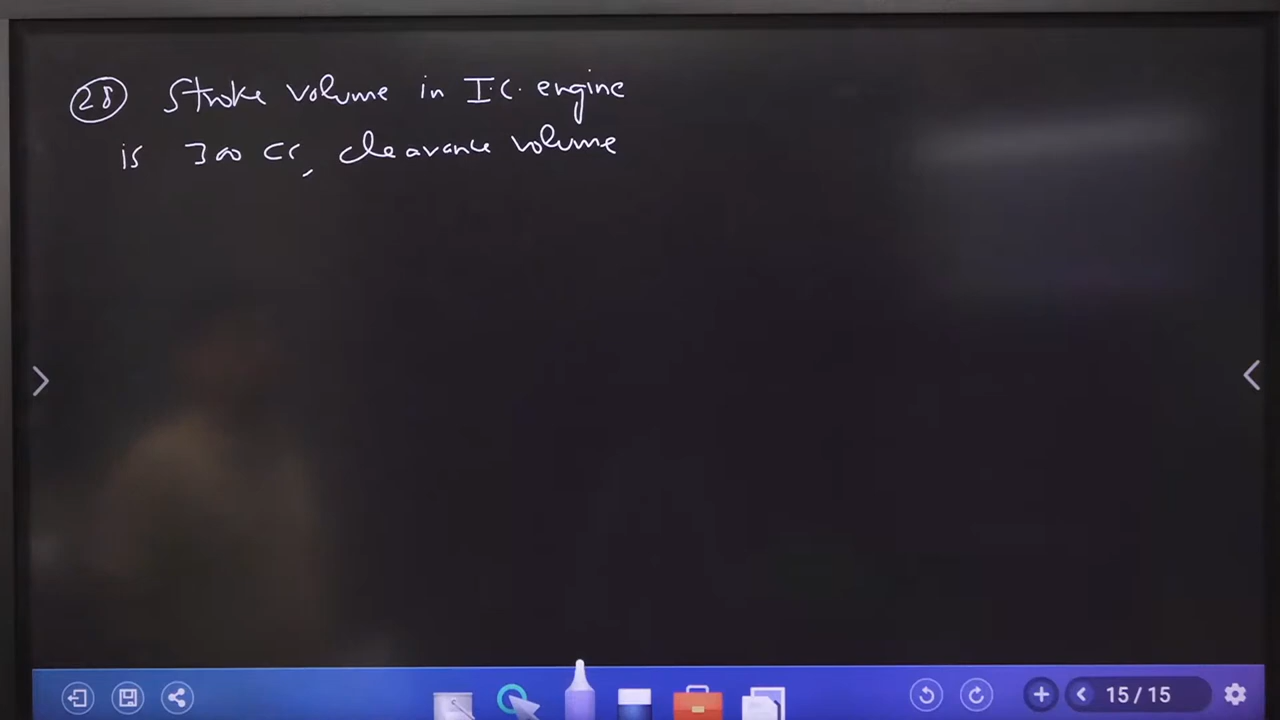 28 Stroke volume in I.C. engine
is 300 cc, clearance volume
15 / 15